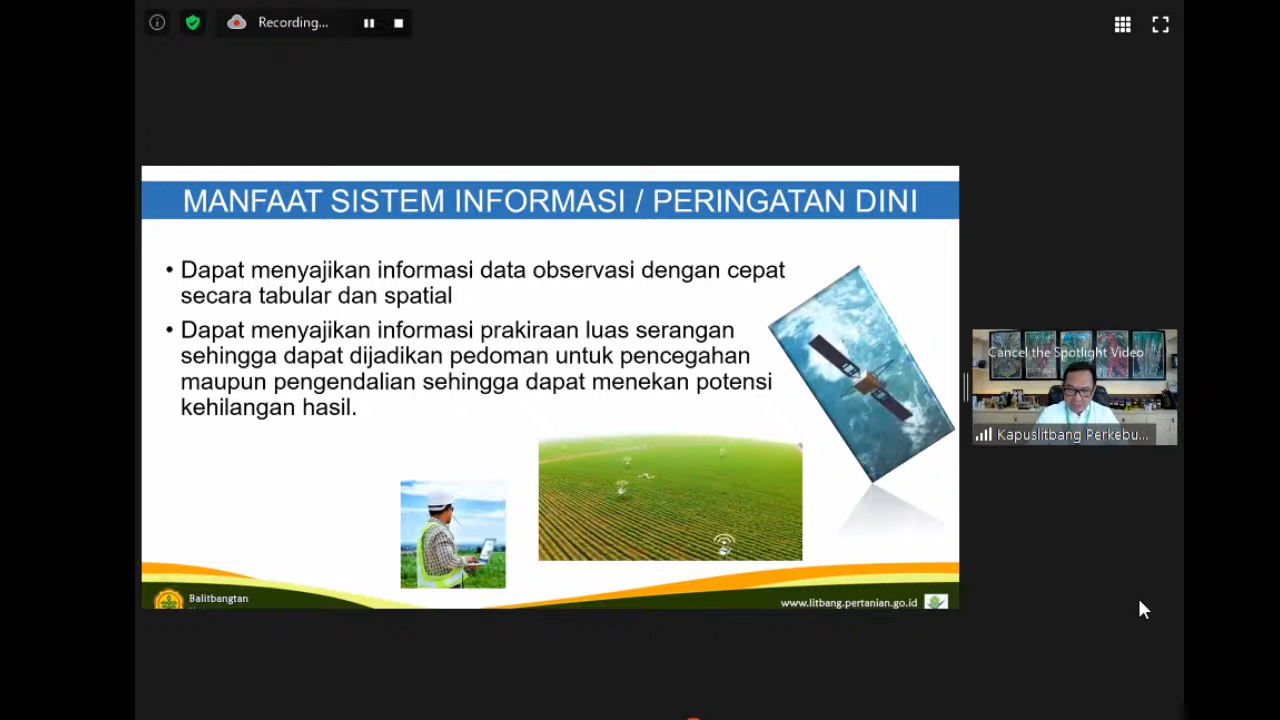 Recording...
MANFAAT SISTEM INFORMASI / PERINGATAN DINI
• Dapat menyajikan informasi data observasi dengan cepat
secara tabular dan spatial
• Dapat menyajikan informasi prakiraan luas serangan
sehingga dapat dijadikan pedoman untuk pencegahan
maupun pengendalian sehingga dapat menekan potensi
kehilangan hasil.
Cancel the Spotlight Video
Kapuslitbang Perkebu...
Balitbangtan
www.litbang.pertanian.go.id